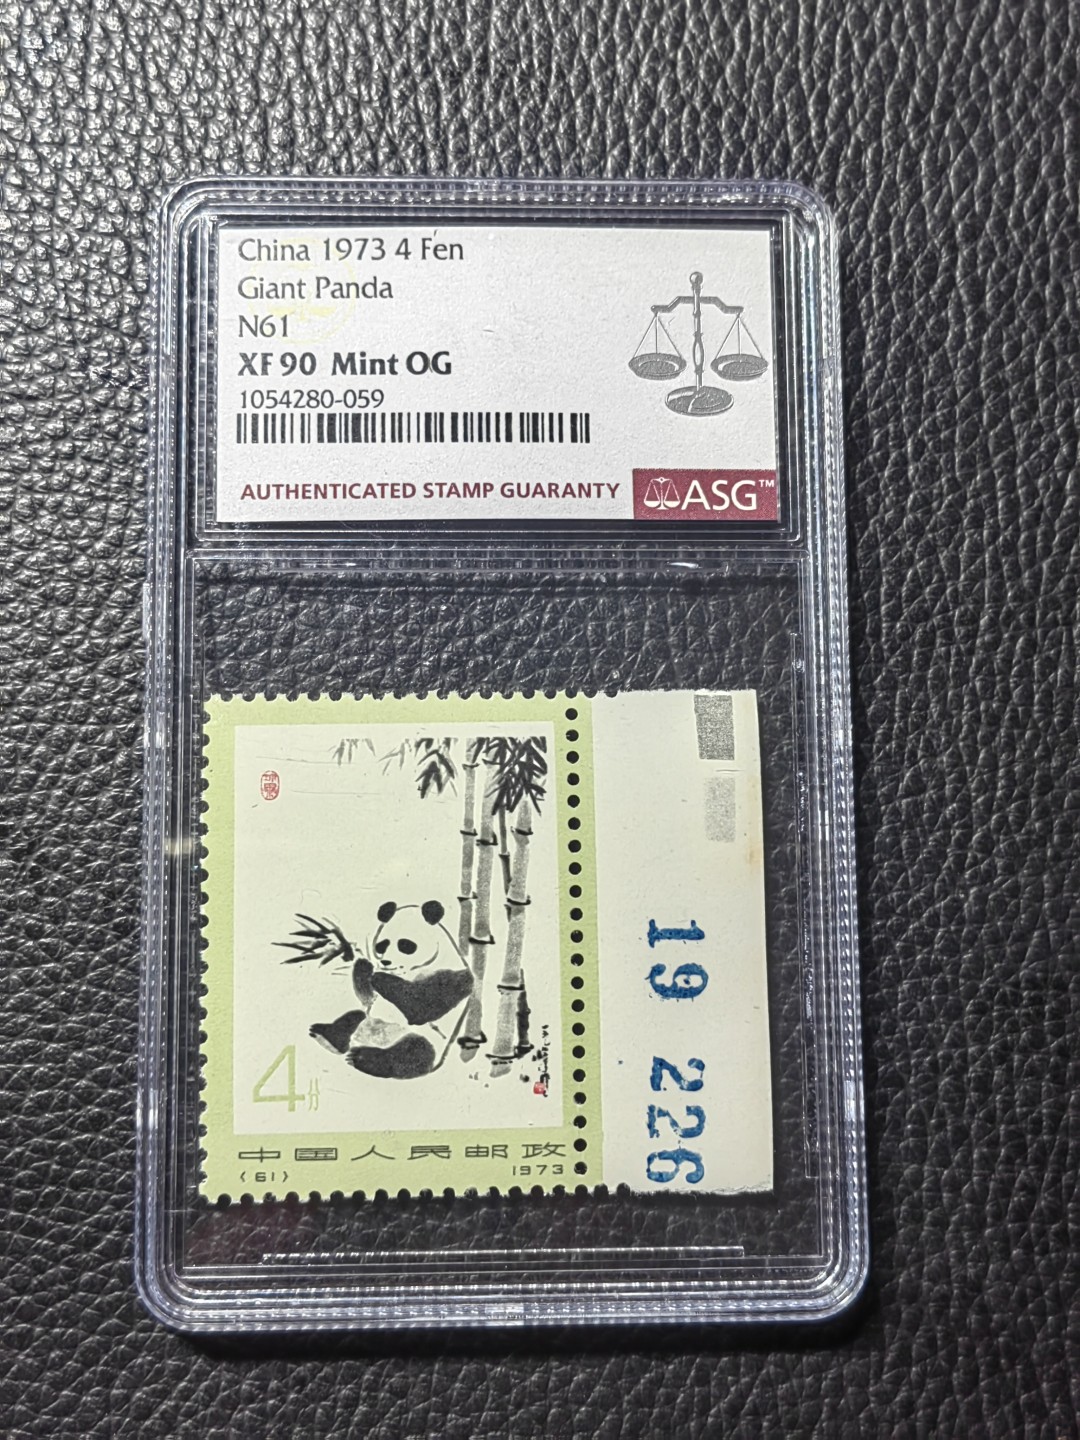 China 1973 4 Fen
Giant Panda
N61
XF 90 Mint OG
1054280-059
AUTHENTICATED STAMP GUARANTY
ASG™
4分
中国人民邮政
(61)
1973
19 226